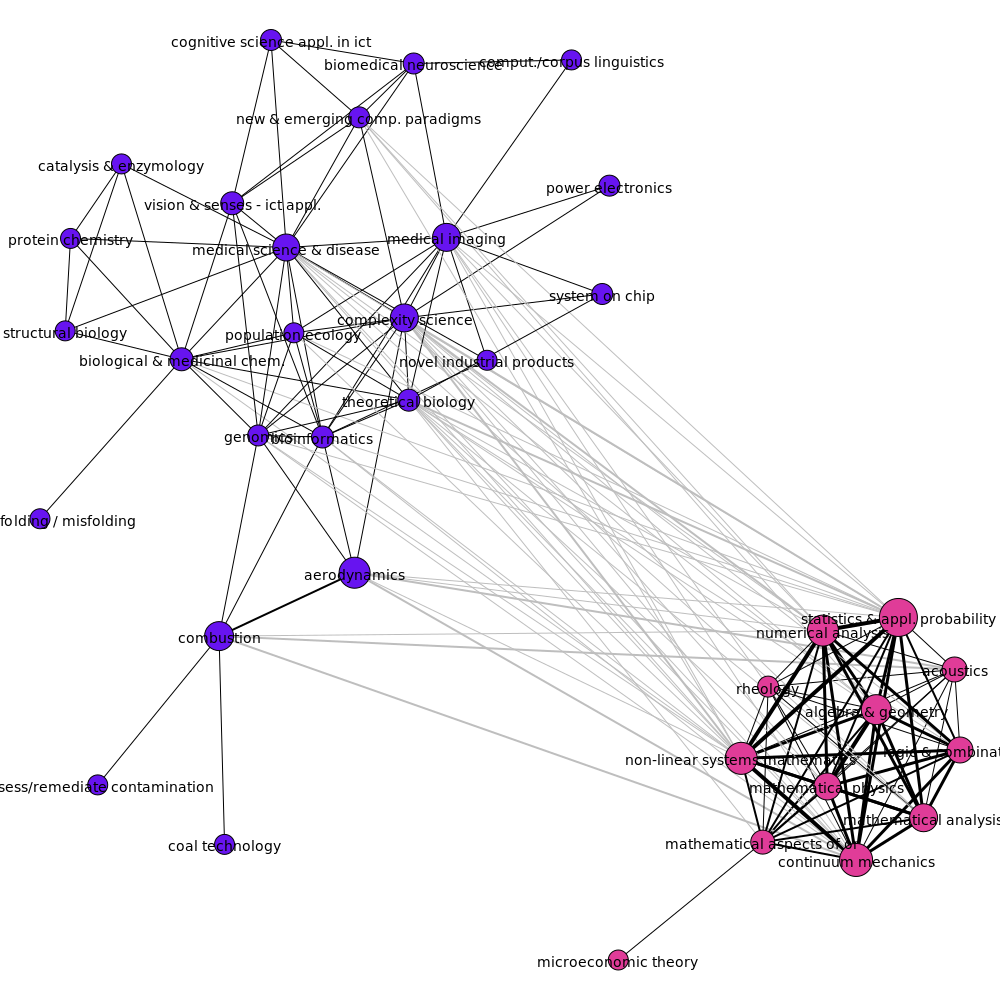 cognitive science appl. in ict
biomedical neuroscience
comput./corpus linguistics
new & emerging comp. paradigms
catalysis & enzymology
power electronics
vision & senses - ict appl.
protein chemistry
medical imaging
medical science & disease
system on chip
complexity science
structural biology
population ecology
biological & medicinal chem.
novel industrial products
theoretical biology
genomics
bioinformatics
folding / misfolding
aerodynamics
statistics & appl. probability
numerical analysis
combustion
acoustics
rheology
algebra & geometry
logic & combinat
non-linear systems mathematics
sess/remediate contamination
mathematical physics
mathematical analysis
mathematical aspects of or
coal technology
continuum mechanics
microeconomic theory